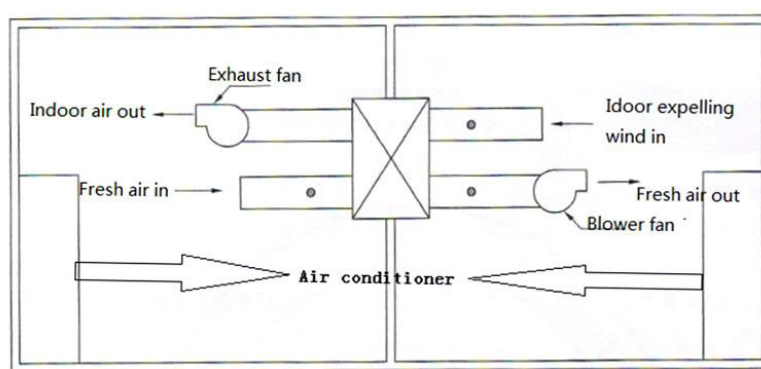 Exhaust fan
Indoor air out
Idoor expelling
wind in
Fresh air in
Fresh air out
Blower fan
Air conditioner